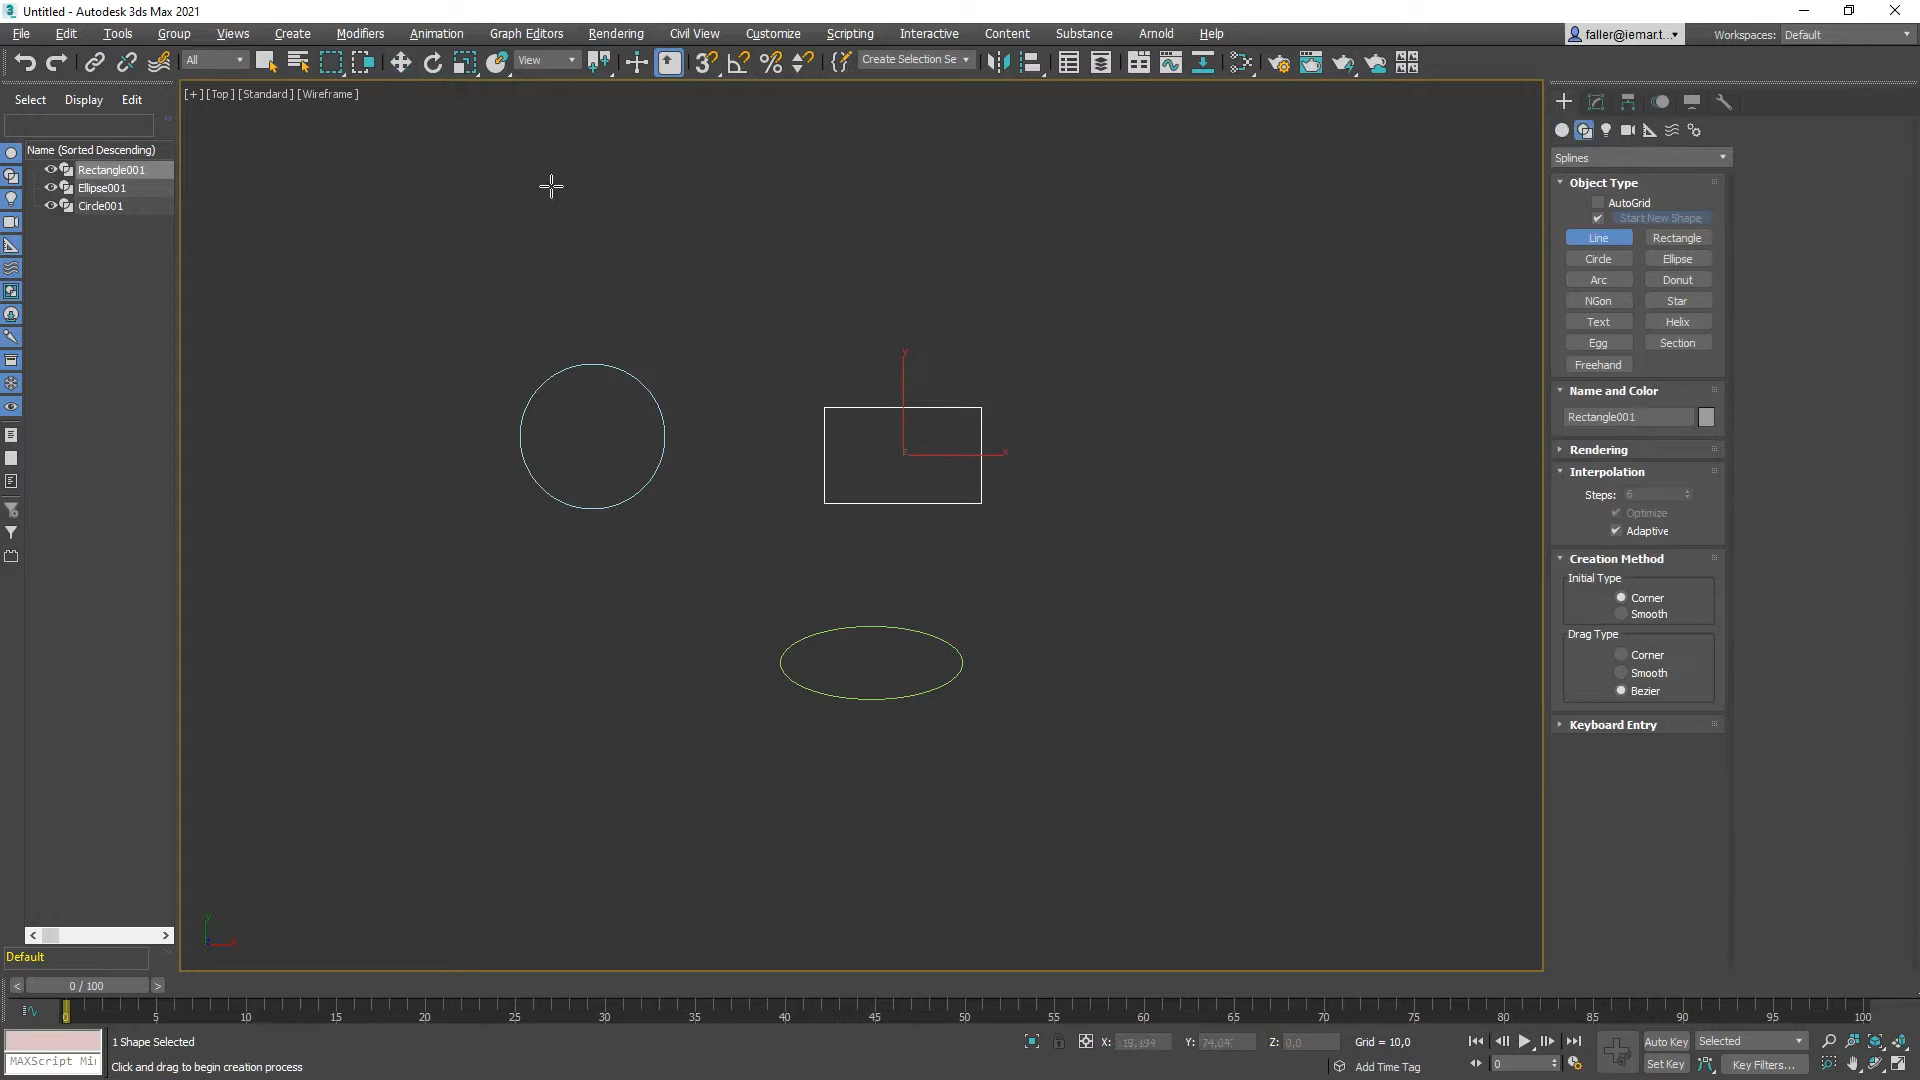 Untitled - Autodesk 3ds Max 2021
File Edit Tools Group Views Create Modifiers Animation Graph Editors Rendering Civil View Customize Scripting Interactive Content Substance Arnold Help
faller@iemar.t... Workspaces: Default
All View Create Selection Se
Select Display Edit
[+] [Top] [Standard] [Wireframe]
Name (Sorted Descending)
Rectangle001
Ellipse001
Circle001
Splines
Object Type
AutoGrid
Start New Shape
Line Rectangle
Circle Ellipse
Arc Donut
NGon Star
Text Helix
Egg Section
Freehand
Name and Color
Rectangle001
Rendering
Interpolation
Steps: 6
Optimize
Adaptive
Creation Method
Initial Type
Corner
Smooth
Drag Type
Corner
Smooth
Bezier
Keyboard Entry
y
x
z
y
x
Default
< 0 / 100 >
0 5 10 15 20 25 30 35 40 45 50 55 60 65 70 75 80 85 90 95 100
1 Shape Selected
X: Y: Z: 0,0 Grid = 10,0
Auto Key Selected
MAXScript Mi
Click and drag to begin creation process
Add Time Tag
0
Set Key Key Filters...